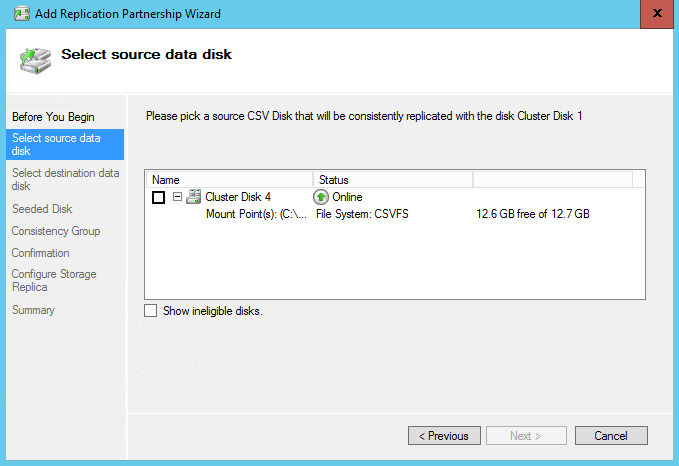 Add Replication Partnership Wizard
x
Select source data disk
Before You Begin
Select source data
disk
Select destination data
disk
Seeded Disk
Consistency Group
Confirmation
Configure Storage
Replica
Summary
Please pick a source CSV Disk that will be consistently replicated with the disk Cluster Disk 1
Name Status
Cluster Disk 4 Online
Mount Point(s): (C:\... File System: CSVFS 12.6 GB free of 12.7 GB
Show ineligible disks.
< Previous Next > Cancel